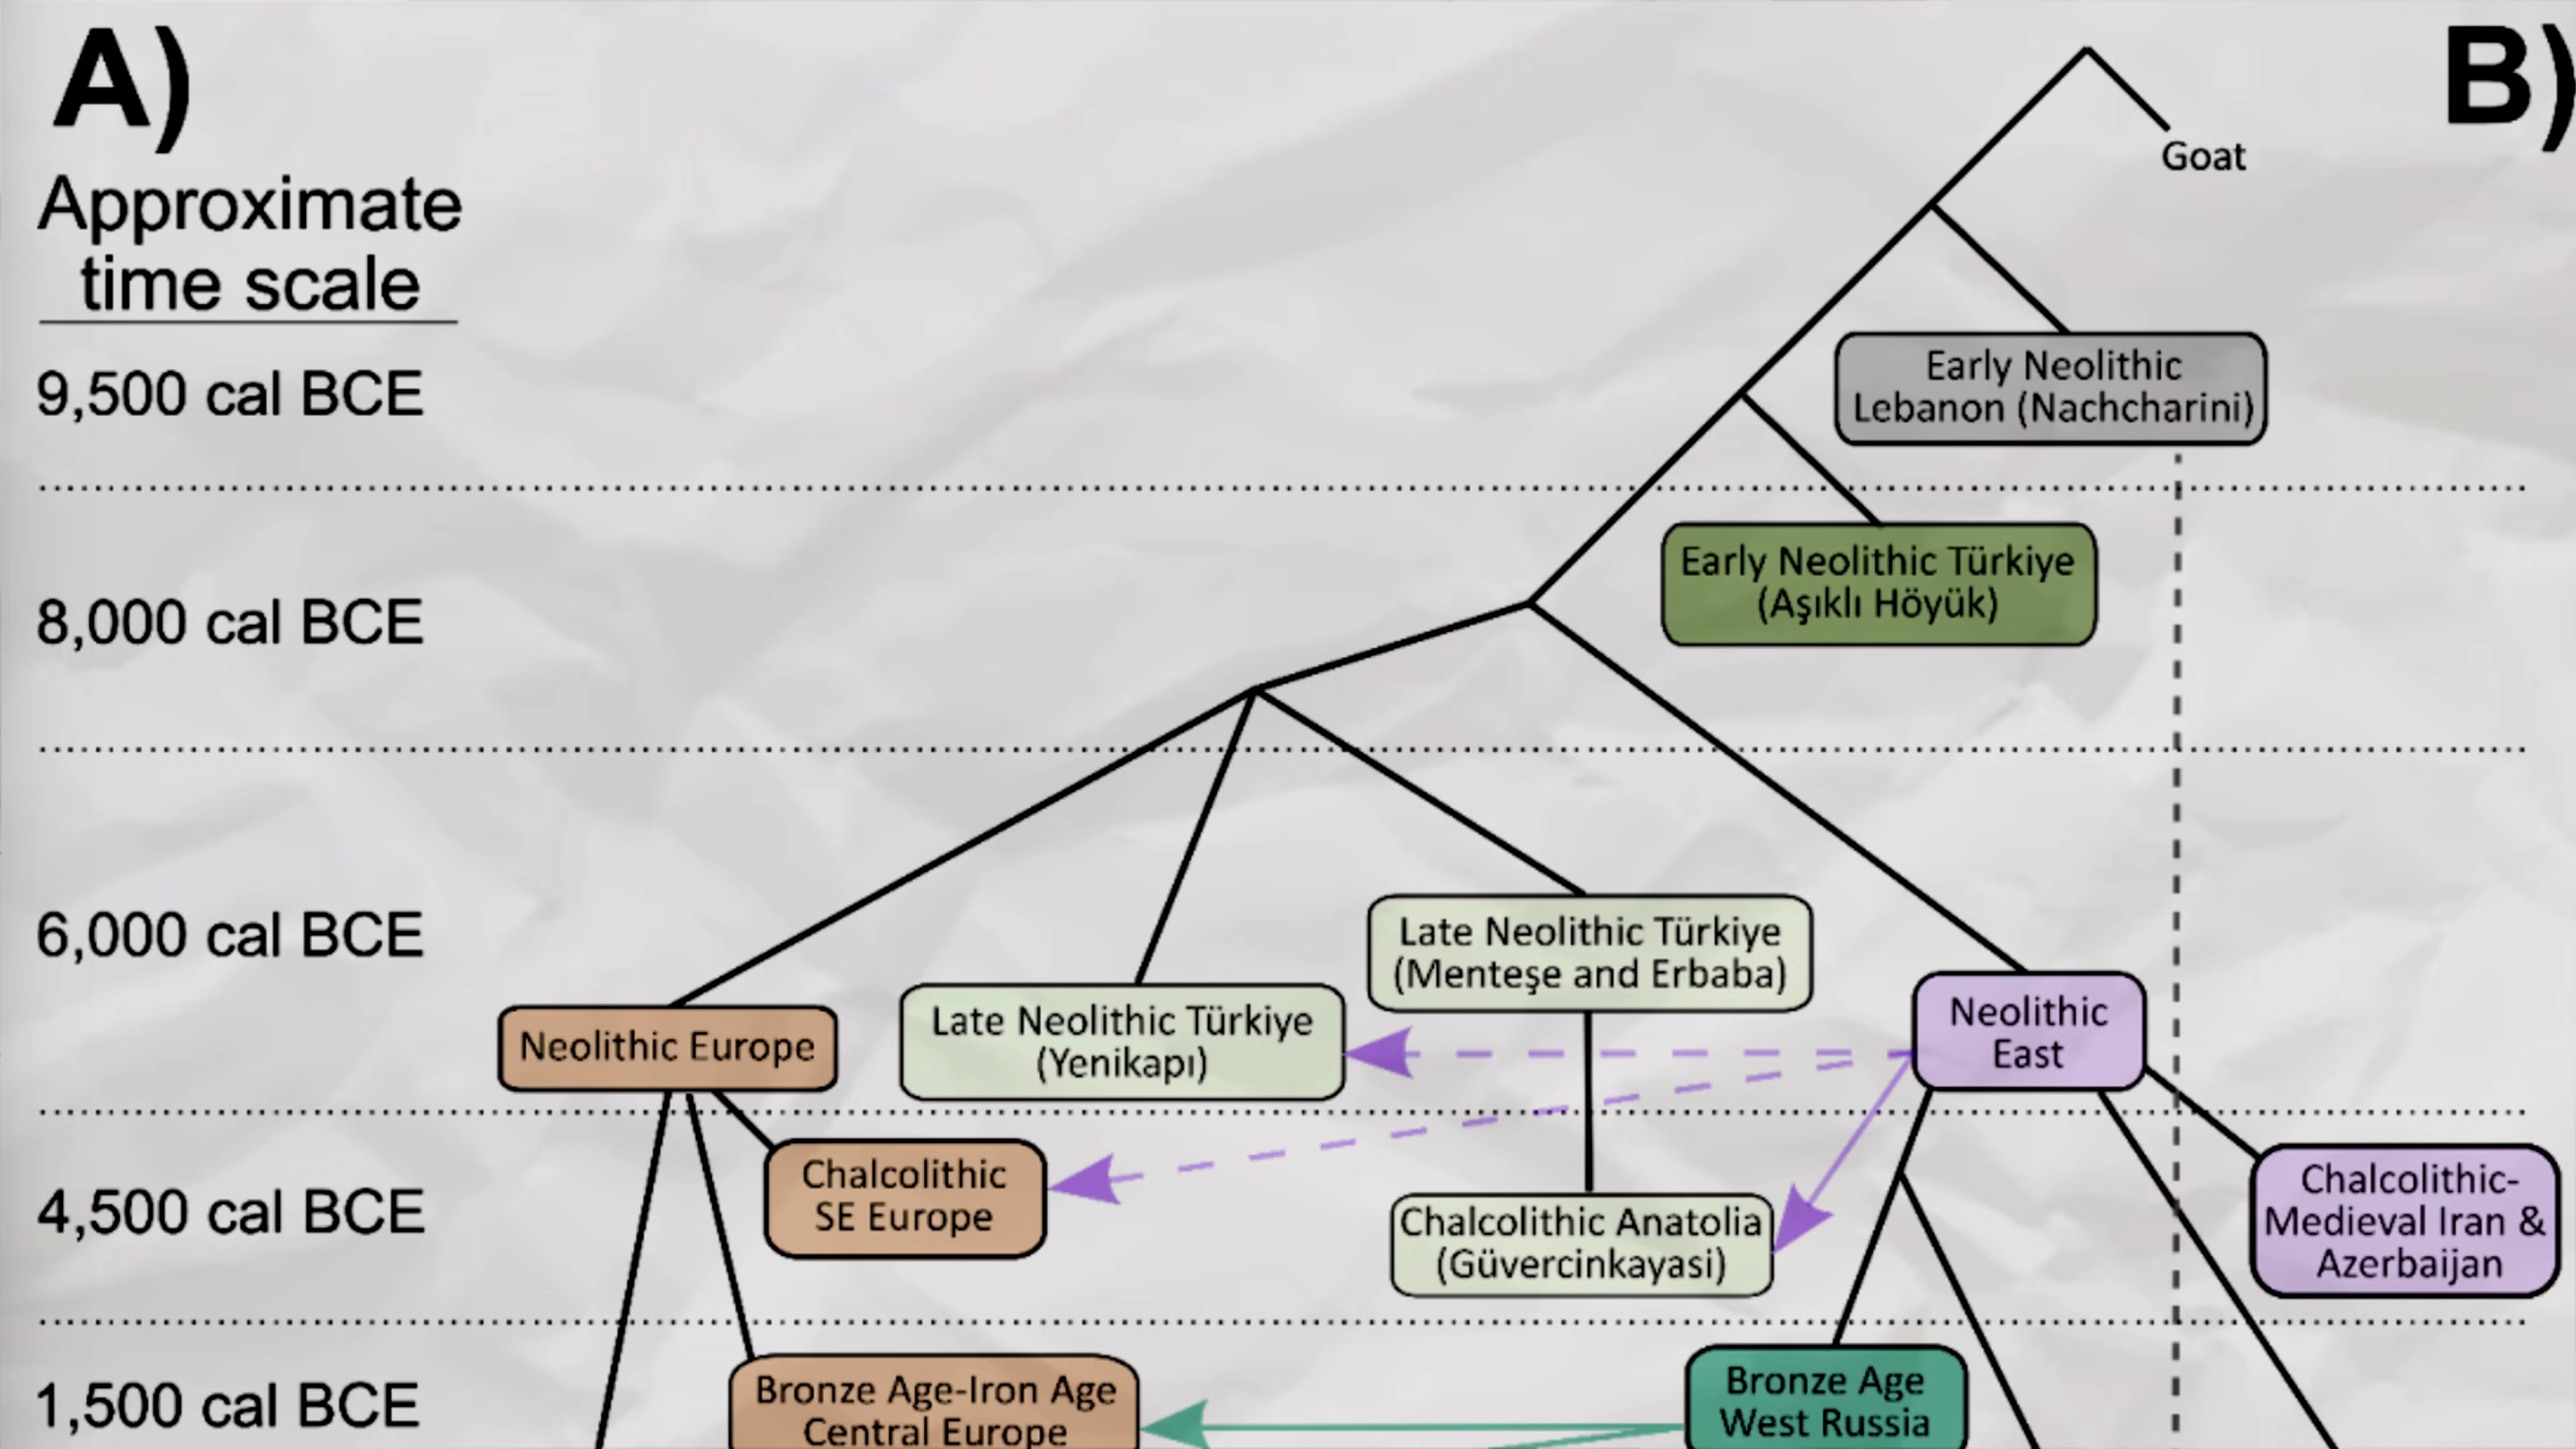 A)
B)
Approximate
time scale
Goat
9,500 cal BCE
Early Neolithic
Lebanon (Nachcharini)
8,000 cal BCE
Early Neolithic Türkiye
(Aşıklı Höyük)
6,000 cal BCE
Late Neolithic Türkiye
(Menteşe and Erbaba)
Neolithic Europe
Late Neolithic Türkiye
(Yenikapı)
Neolithic
East
4,500 cal BCE
Chalcolithic
SE Europe
Chalcolithic Anatolia
(Güvercinkayasi)
Chalcolithic-
Medieval Iran &
Azerbaijan
1,500 cal BCE
Bronze Age-Iron Age
Central Europe
Bronze Age
West Russia